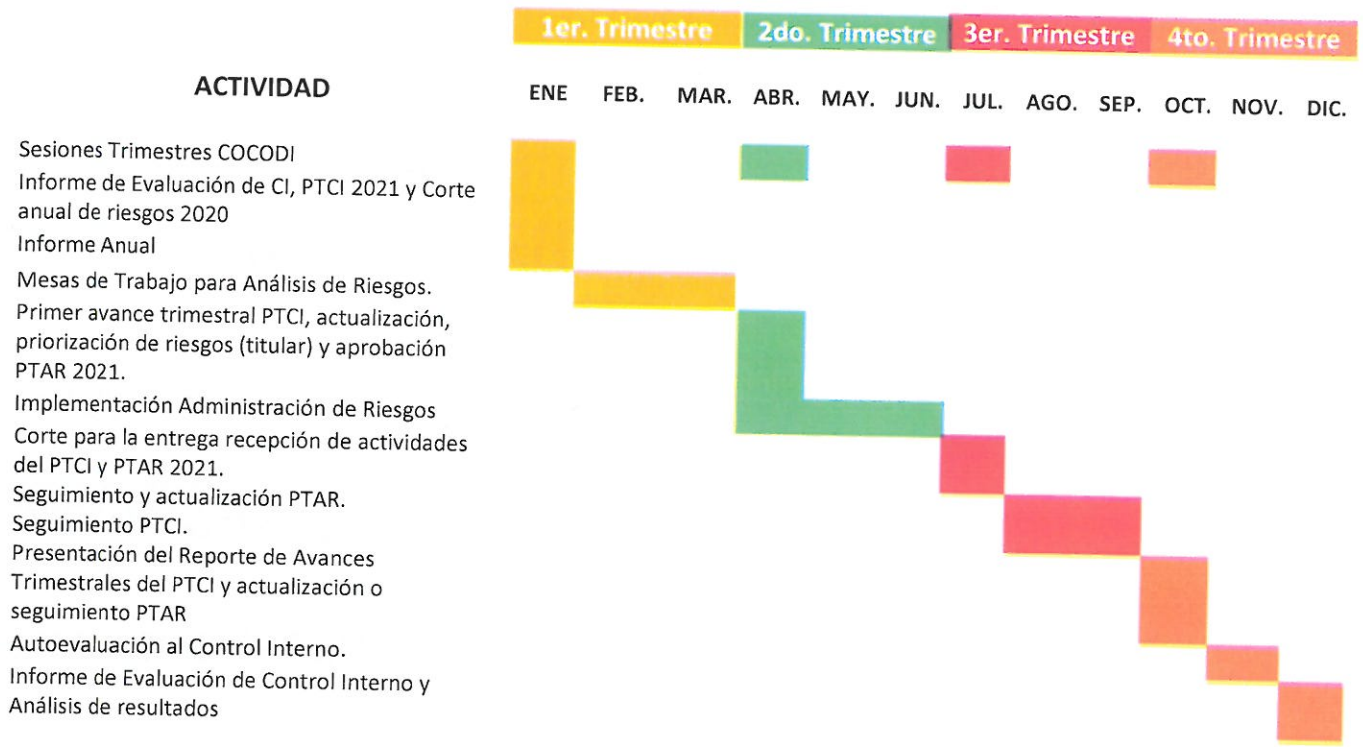 1er. Trimestre 2do. Trimestre 3er. Trimestre 4to. Trimestre
ACTIVIDAD ENE FEB. MAR. ABR. MAY. JUN. JUL. AGO. SEP. OCT. NOV. DIC.
Sesiones Trimestres COCODI
Informe de Evaluación de CI, PTCI 2021 y Corte
anual de riesgos 2020
Informe Anual
Mesas de Trabajo para Análisis de Riesgos.
Primer avance trimestral PTCI, actualización,
priorización de riesgos (titular) y aprobación
PTAR 2021.
Implementación Administración de Riesgos
Corte para la entrega recepción de actividades
del PTCI y PTAR 2021.
Seguimiento y actualización PTAR.
Seguimiento PTCI.
Presentación del Reporte de Avances
Trimestrales del PTCI y actualización o
seguimiento PTAR
Autoevaluación al Control Interno.
Informe de Evaluación de Control Interno y
Análisis de resultados